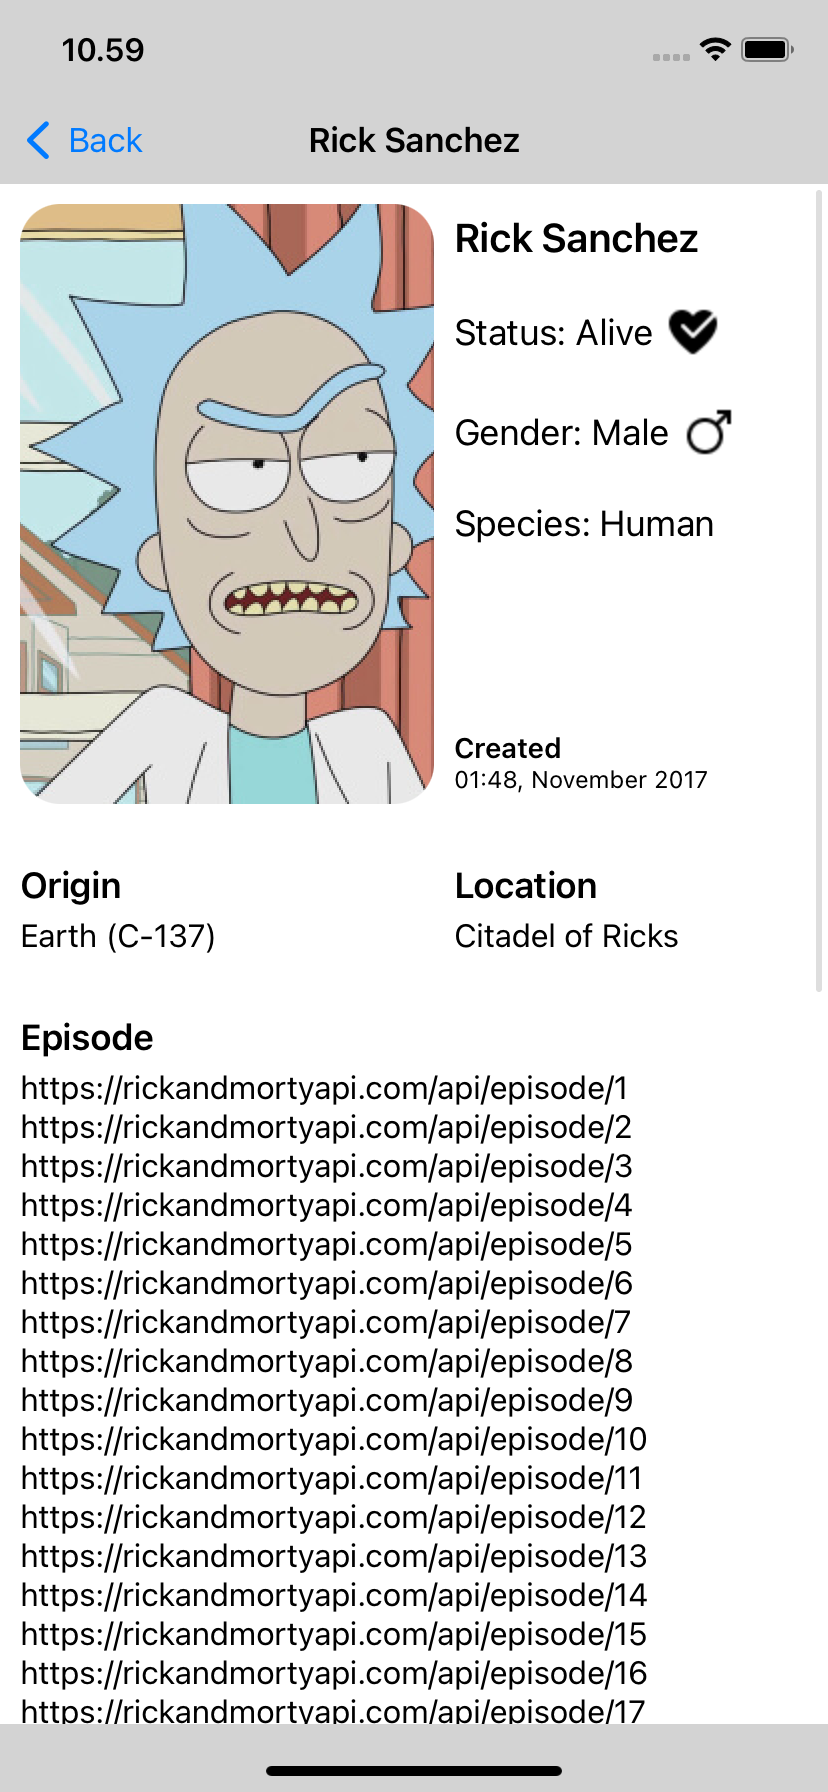 10.59
Back
Rick Sanchez
Rick Sanchez
Status: Alive
Gender: Male
Species: Human
Created
01:48, November 2017
Origin
Earth (C-137)
Location
Citadel of Ricks
Episode
https://rickandmortyapi.com/api/episode/1
https://rickandmortyapi.com/api/episode/2
https://rickandmortyapi.com/api/episode/3
https://rickandmortyapi.com/api/episode/4
https://rickandmortyapi.com/api/episode/5
https://rickandmortyapi.com/api/episode/6
https://rickandmortyapi.com/api/episode/7
https://rickandmortyapi.com/api/episode/8
https://rickandmortyapi.com/api/episode/9
https://rickandmortyapi.com/api/episode/10
https://rickandmortyapi.com/api/episode/11
https://rickandmortyapi.com/api/episode/12
https://rickandmortyapi.com/api/episode/13
https://rickandmortyapi.com/api/episode/14
https://rickandmortyapi.com/api/episode/15
https://rickandmortyapi.com/api/episode/16
https://rickandmortyapi.com/api/episode/17